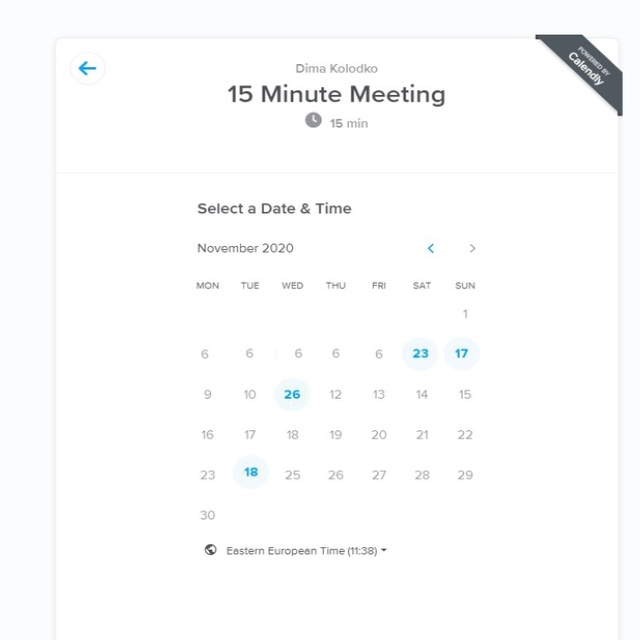 POWERED BY
Calendly
Dima Kolodko
15 Minute Meeting
15 min
Select a Date & Time
November 2020
MON TUE WED THU FRI SAT SUN
1
6 6 6 6 6 23 17
9 10 26 12 13 14 15
16 17 18 19 20 21 22
23 18 25 26 27 28 29
30
Eastern European Time (11:38)